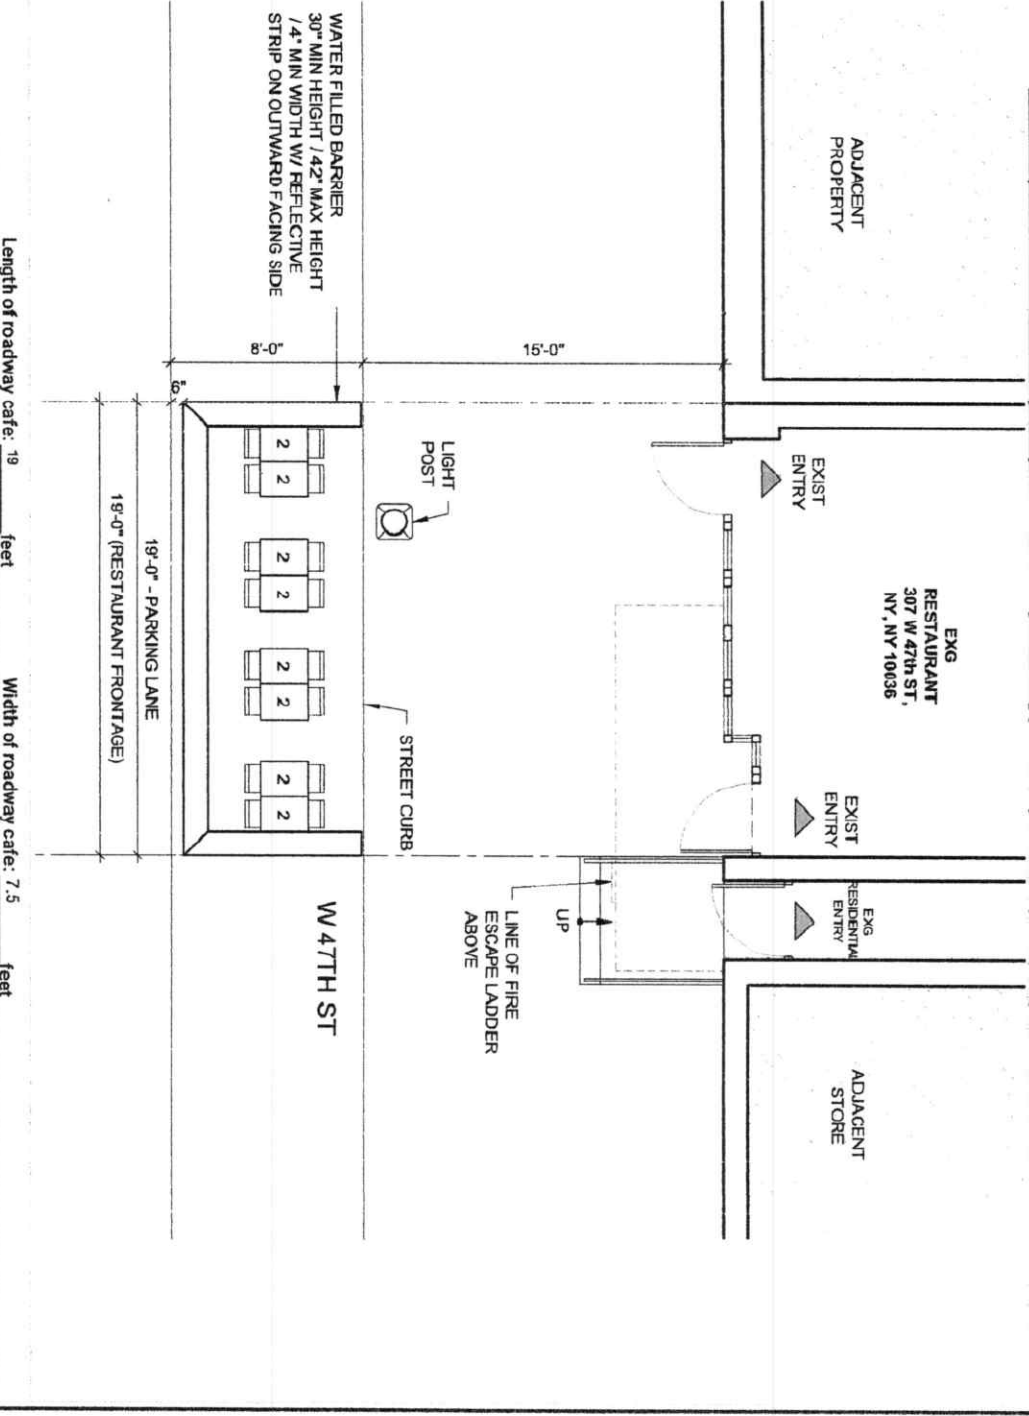 EXG
RESTAURANT
307 W 47th ST,
NY, NY 10036
ADJACENT
PROPERTY
EXIST
ENTRY
EXIST
ENTRY
EXG
RESIDENTIAL
ENTRY
ADJACENT
STORE
15'-0"
UP
LINE OF FIRE
ESCAPE LADDER
ABOVE
LIGHT
POST
STREET CURB
W 47TH ST
WATER FILLED BARRIER
30" MIN HEIGHT / 42" MAX HEIGHT
/ 4" MIN WIDTH W/ REFLECTIVE
STRIP ON OUTWARD FACING SIDE
8'-0"
2 2 2 2 2 2 2 2
6"
19'-0" - PARKING LANE
19'-0" (RESTAURANT FRONTAGE)
Length of roadway cafe: 19 feet
Width of roadway cafe: 7.5 feet